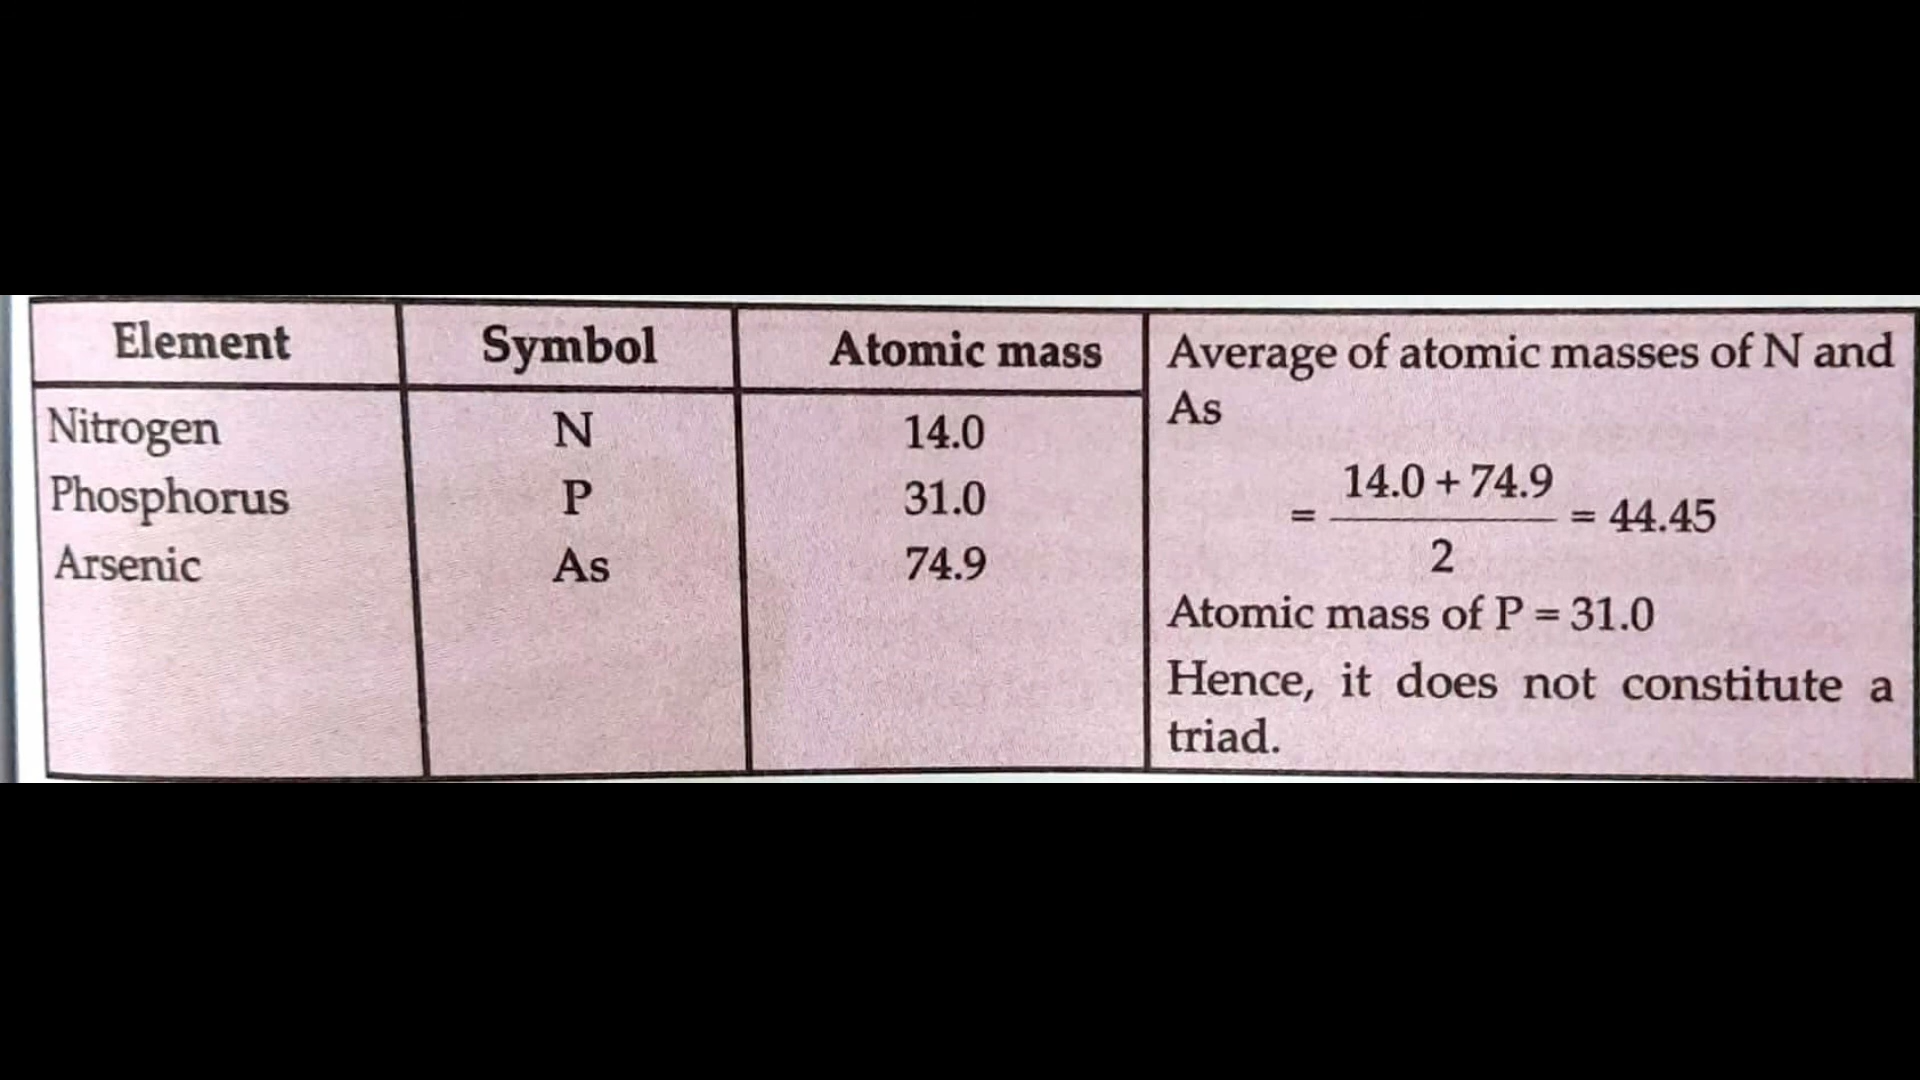 Element Symbol Atomic mass
Nitrogen N 14.0
Phosphorus P 31.0
Arsenic As 74.9
Average of atomic masses of N and
As
= 14.0 + 74.9 / 2 = 44.45
Atomic mass of P = 31.0
Hence, it does not constitute a
triad.